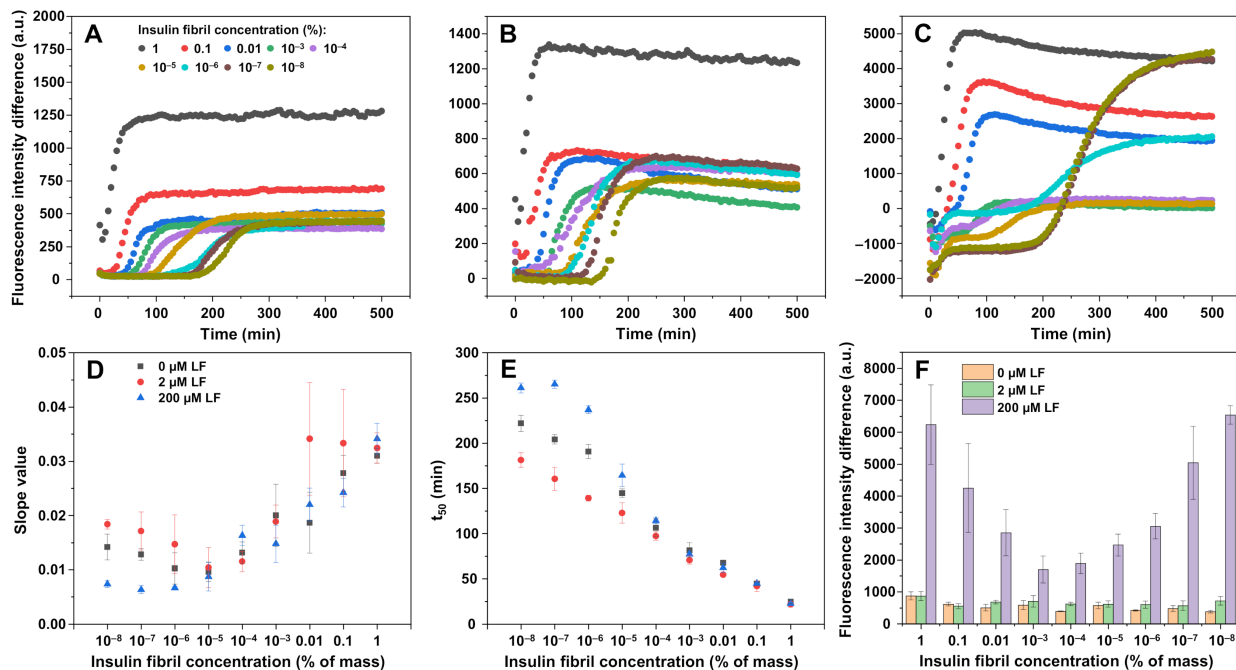 A
Insulin fibril concentration (%):
1 0.1 0.01 10⁻³ 10⁻⁴
10⁻⁵ 10⁻⁶ 10⁻⁷ 10⁻⁸
Fluorescence intensity difference (a.u.)
2000
1750
1500
1250
1000
750
500
250
0
0 100 200 300 400 500
Time (min)
B
1600
1400
1200
1000
800
600
400
200
0
0 100 200 300 400 500
Time (min)
C
5000
4000
3000
2000
1000
0
–1000
–2000
0 100 200 300 400 500
Time (min)
D
0 µM LF
2 µM LF
200 µM LF
Slope value
0.05
0.04
0.03
0.02
0.01
0.00
10⁻⁸ 10⁻⁷ 10⁻⁶ 10⁻⁵ 10⁻⁴ 10⁻³ 0.01 0.1 1
Insulin fibril concentration (% of mass)
E
0 µM LF
2 µM LF
200 µM LF
t₅₀ (min)
300
250
200
150
100
50
0
10⁻⁸ 10⁻⁷ 10⁻⁶ 10⁻⁵ 10⁻⁴ 10⁻³ 0.01 0.1 1
Insulin fibril concentration (% of mass)
F
0 µM LF
2 µM LF
200 µM LF
Fluorescence intensity difference (a.u.)
8000
7000
6000
5000
4000
3000
2000
1000
0
1 0.1 0.01 10⁻³ 10⁻⁴ 10⁻⁵ 10⁻⁶ 10⁻⁷ 10⁻⁸
Insulin fibril concentration (% of mass)